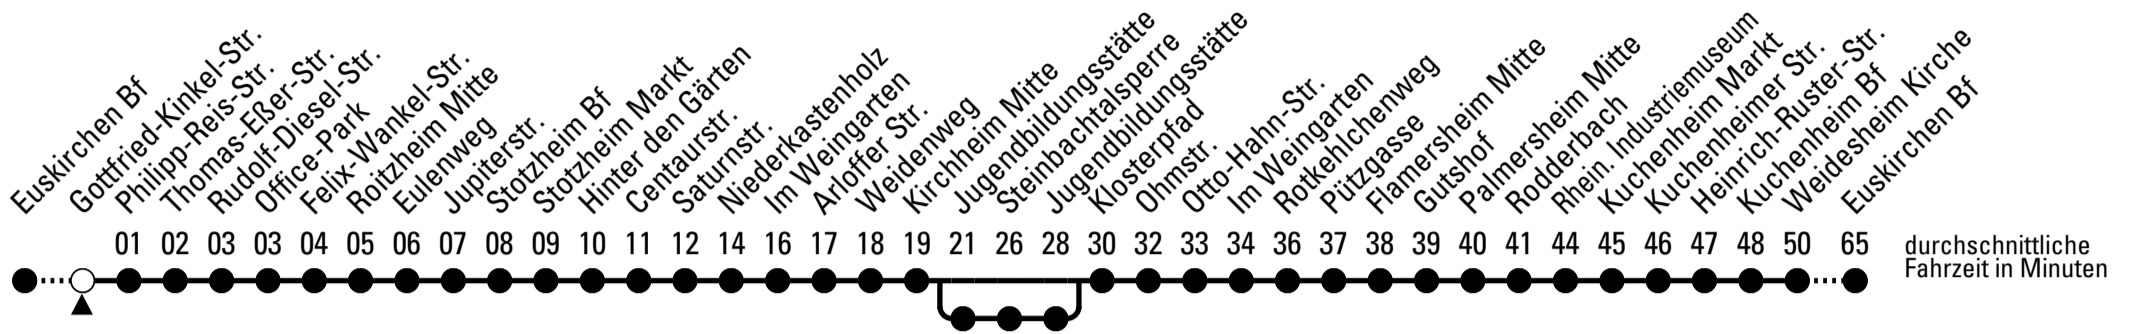 Euskirchen Bf
Gottfried-Kinkel-Str.
Philipp-Reis-Str.
Thomas-Eßer-Str.
Rudolf-Diesel-Str.
Office-Park
Felix-Wankel-Str.
Roitzheim Mitte
Eulenweg
Jupiterstr.
Stotzheim Bf
Stotzheim Markt
Hinter den Gärten
Centaurstr.
Saturnstr.
Niederkastenholz
Im Weingarten
Arloffer Str.
Weidenweg
Kirchheim Mitte
Jugendbildungsstätte
Steinbachtalsperre
Jugendbildungsstätte
Klosterpfad
Ohmstr.
Otto-Hahn-Str.
Im Weingarten
Rotkehlchenweg
Pützgasse
Flamersheim Mitte
Gutshof
Palmersheim Mitte
Rodderbach
Rhein. Industriemuseum
Kuchenheim Markt
Kuchenheimer Str.
Heinrich-Ruster-Str.
Kuchenheim Bf
Weidesheim Kirche
Euskirchen Bf
01 02 03 03 04 05 06 07 08 09 10 11 12 14 16 17 18 19 21 26 28 30 32 33 34 36 37 38 39 40 41 44 45 46 47 48 50 65
durchschnittliche
Fahrzeit in Minuten